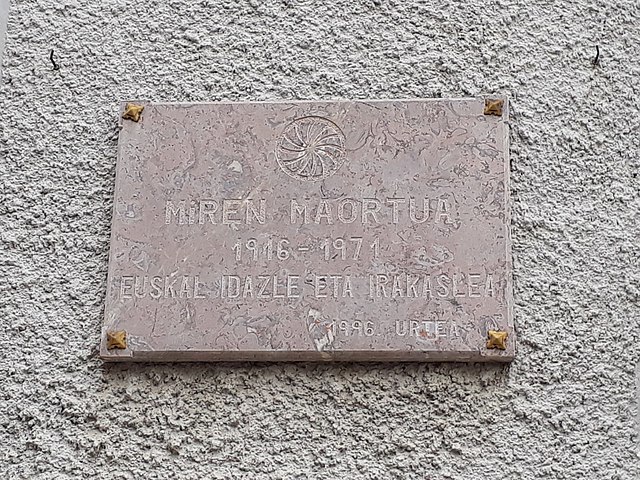 MiREN MAORTUA
1916-1971
EUSKAL IDAZLE ETA IRAKASLEA
1996 URTEA